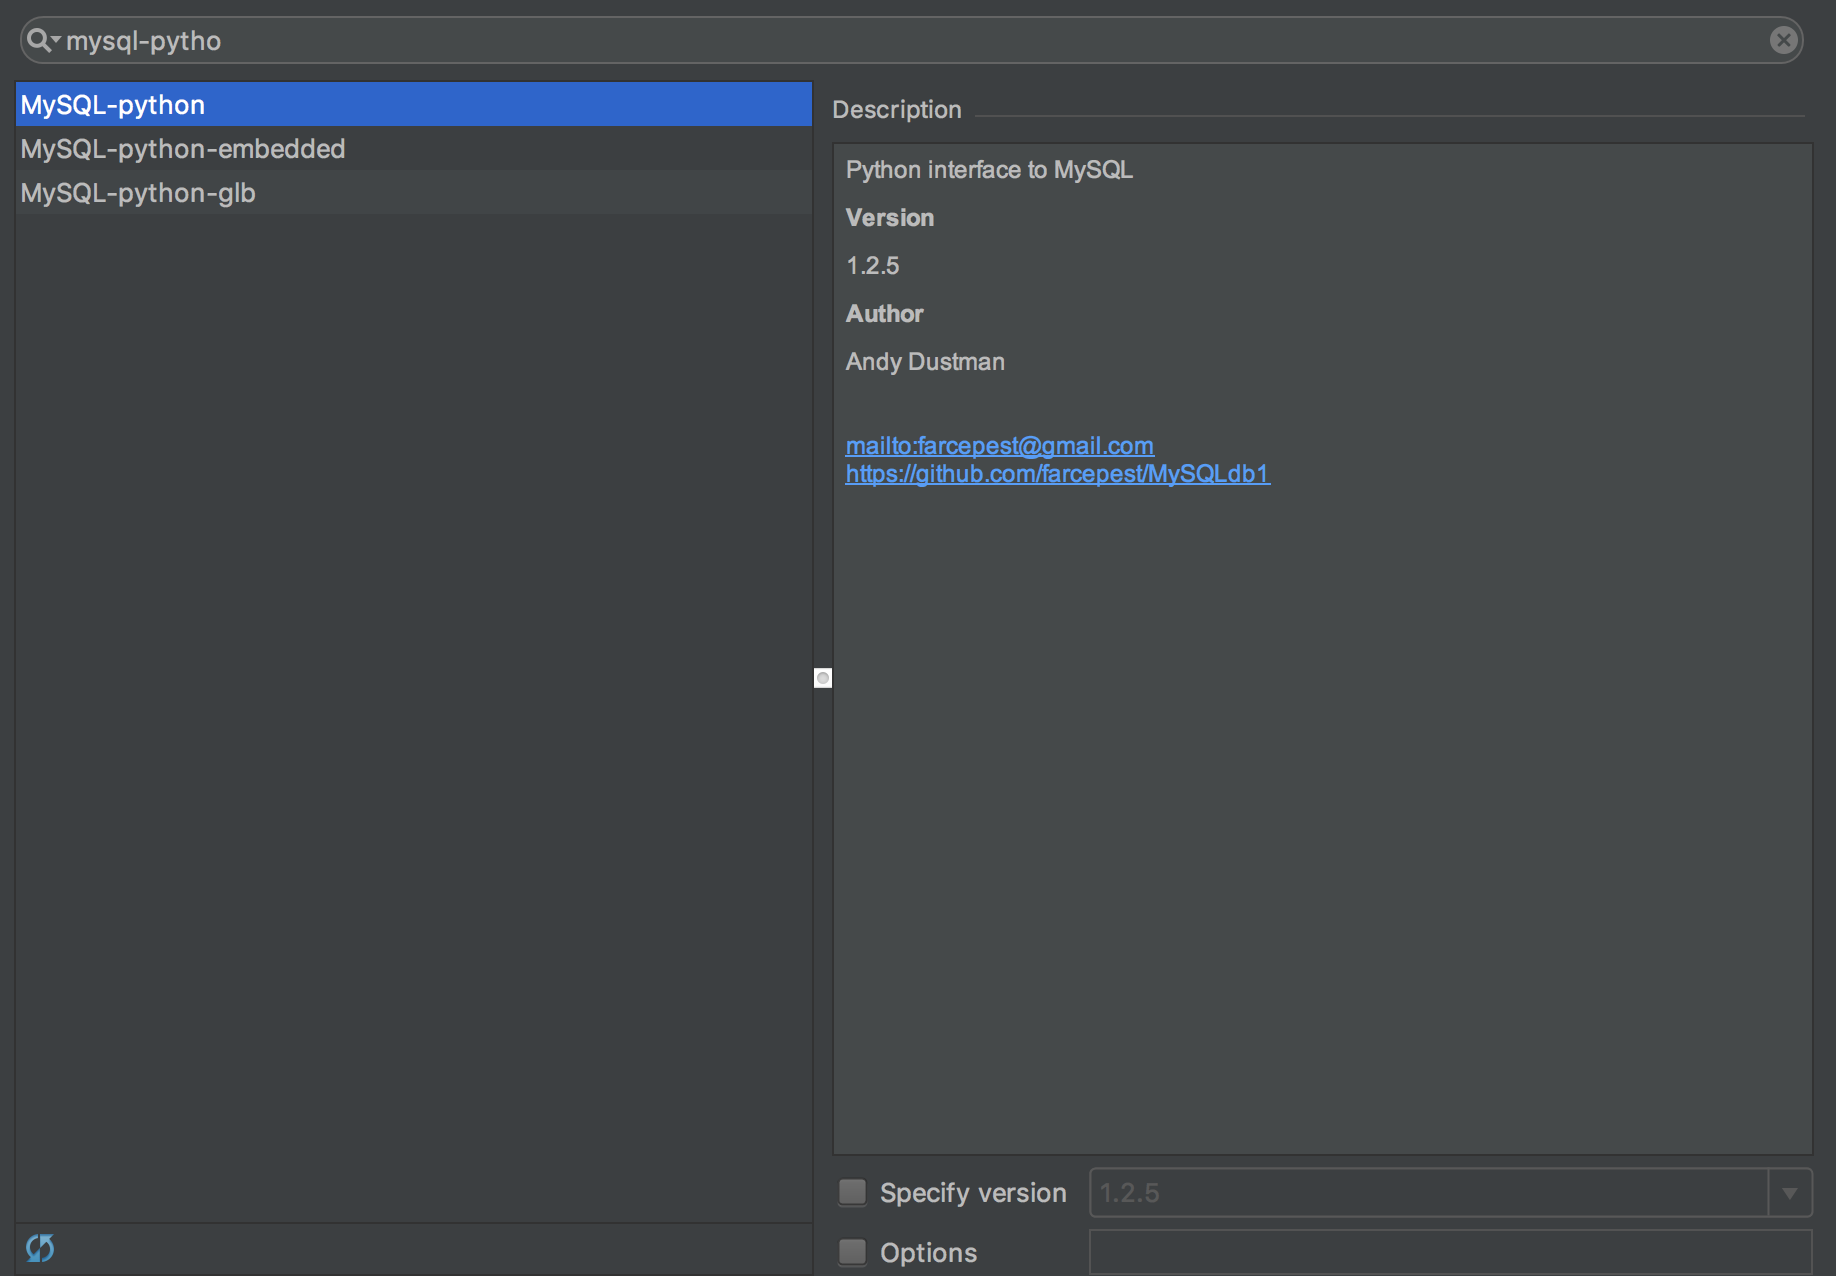 mysql-pytho
MySQL-python
MySQL-python-embedded
MySQL-python-glb
Description
Python interface to MySQL
Version
1.2.5
Author
Andy Dustman
mailto:farcepest@gmail.com
https://github.com/farcepest/MySQLdb1
Specify version
1.2.5
Options